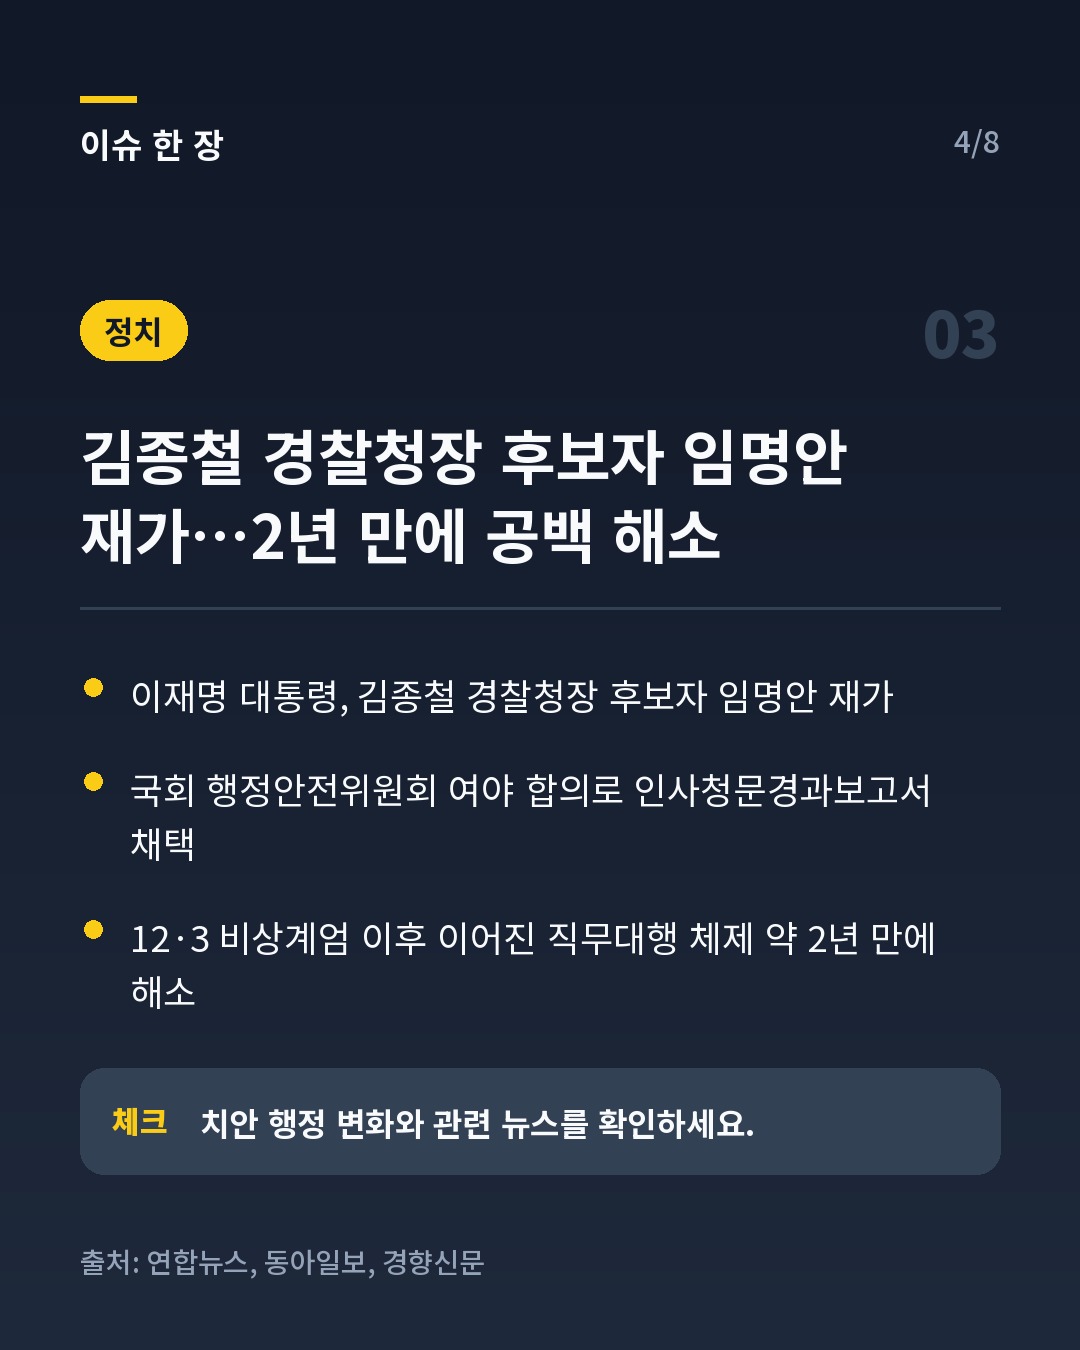 이슈 한 장
4/8
정치
03
김종철 경찰청장 후보자 임명안
재가···2년 만에 공백 해소
이재명 대통령, 김종철 경찰청장 후보자 임명안 재가
국회 행정안전위원회 여야 합의로 인사청문경과보고서
채택
12·3 비상계엄 이후 이어진 직무대행 체제 약 2년 만에
해소
체크 치안 행정 변화와 관련 뉴스를 확인하세요.
출처: 연합뉴스, 동아일보, 경향신문